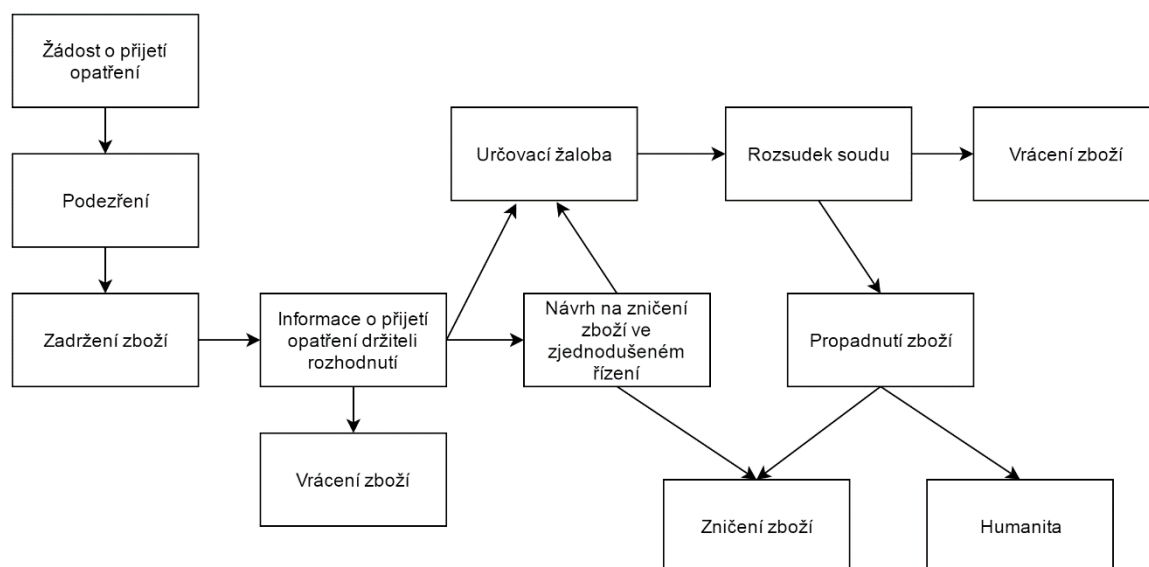 Žádost o přijetí
opatření
Podezření
Zadržení zboží
Informace o přijetí
opatření držiteli
rozhodnutí
Vrácení zboží
Určovací žaloba
Návrh na zničení
zboží ve
zjednodušeném
řízení
Rozsudek soudu
Vrácení zboží
Propadnutí zboží
Zničení zboží
Humanita